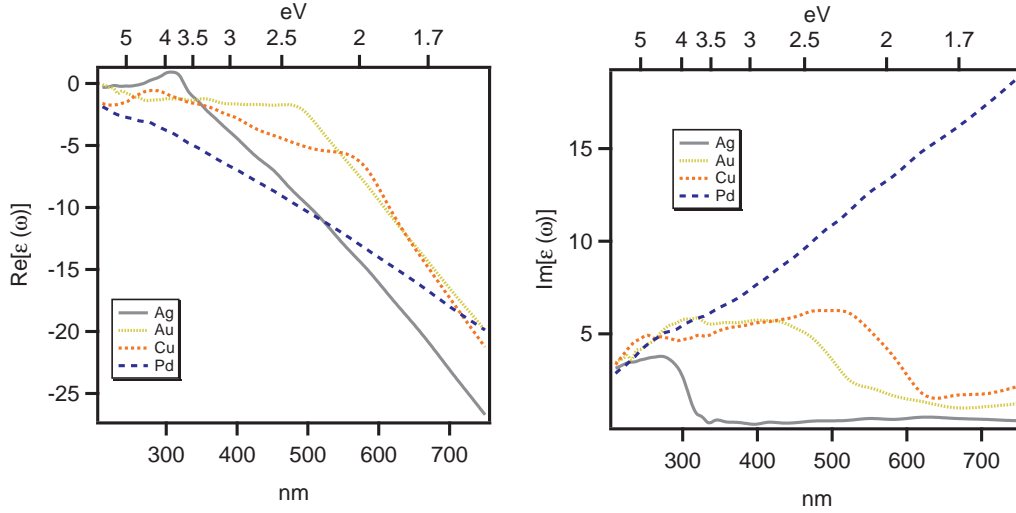 eV
5 4 3.5 3 2.5 2 1.7
0
-5
-10
-15
-20
-25
Re[ε (ω)]
Ag
Au
Cu
Pd
300 400 500 600 700
nm
eV
5 4 3.5 3 2.5 2 1.7
15
10
5
Im[ε (ω)]
Ag
Au
Cu
Pd
300 400 500 600 700
nm